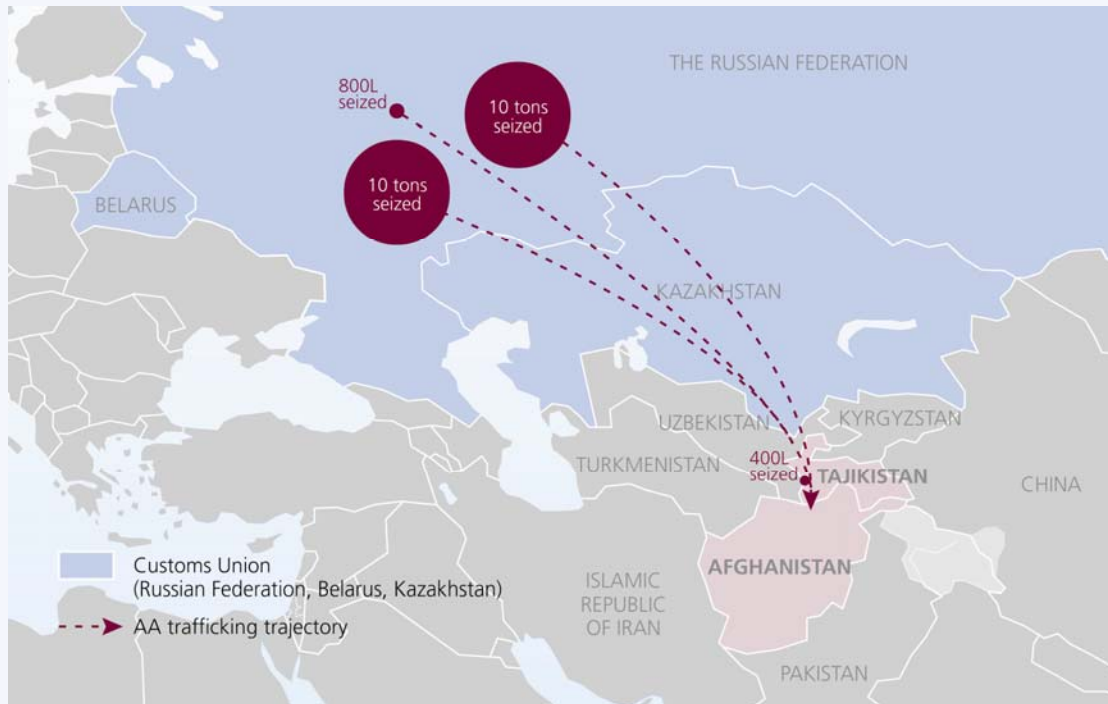 THE RUSSIAN FEDERATION
800L
seized
10 tons
seized
10 tons
seized
BELARUS
KAZAKHSTAN
UZBEKISTAN
KYRGYZSTAN
TURKMENISTAN
400L
seized
TAJIKISTAN
CHINA
AFGHANISTAN
ISLAMIC
REPUBLIC
OF IRAN
PAKISTAN
Customs Union
(Russian Federation, Belarus, Kazakhstan)
AA trafficking trajectory